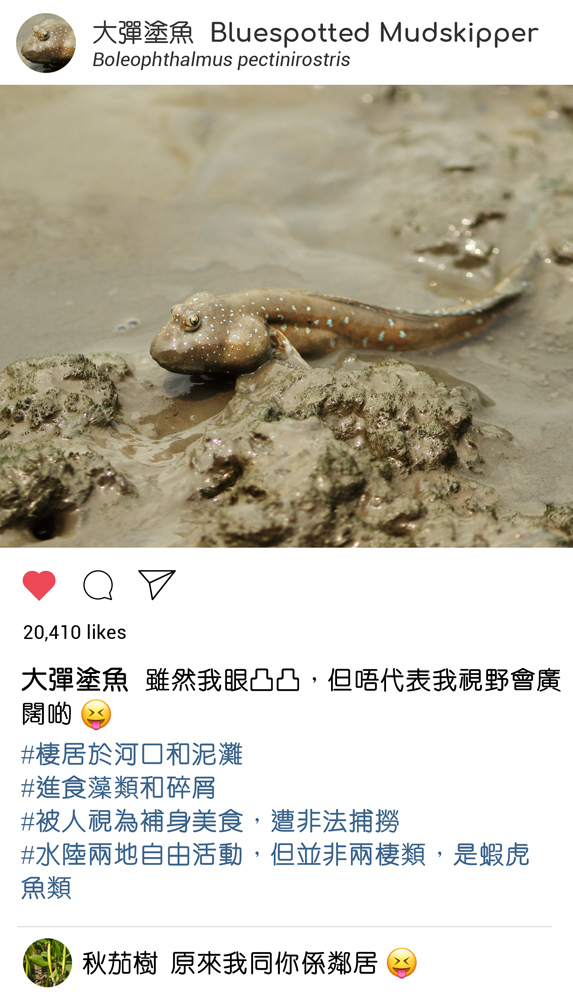 大彈塗魚 Bluespotted Mudskipper
Boleophthalmus pectinirostris
20,410 likes
大彈塗魚 雖然我眼凸凸，但唔代表我視野會廣
闊啲 😝
#棲居於河口和泥灘
#進食藻類和碎屑
#被人視為補身美食，遭非法捕撈
#水陸兩地自由活動，但並非兩棲類，是蝦虎
魚類
秋茄樹 原來我同你係鄰居 😝